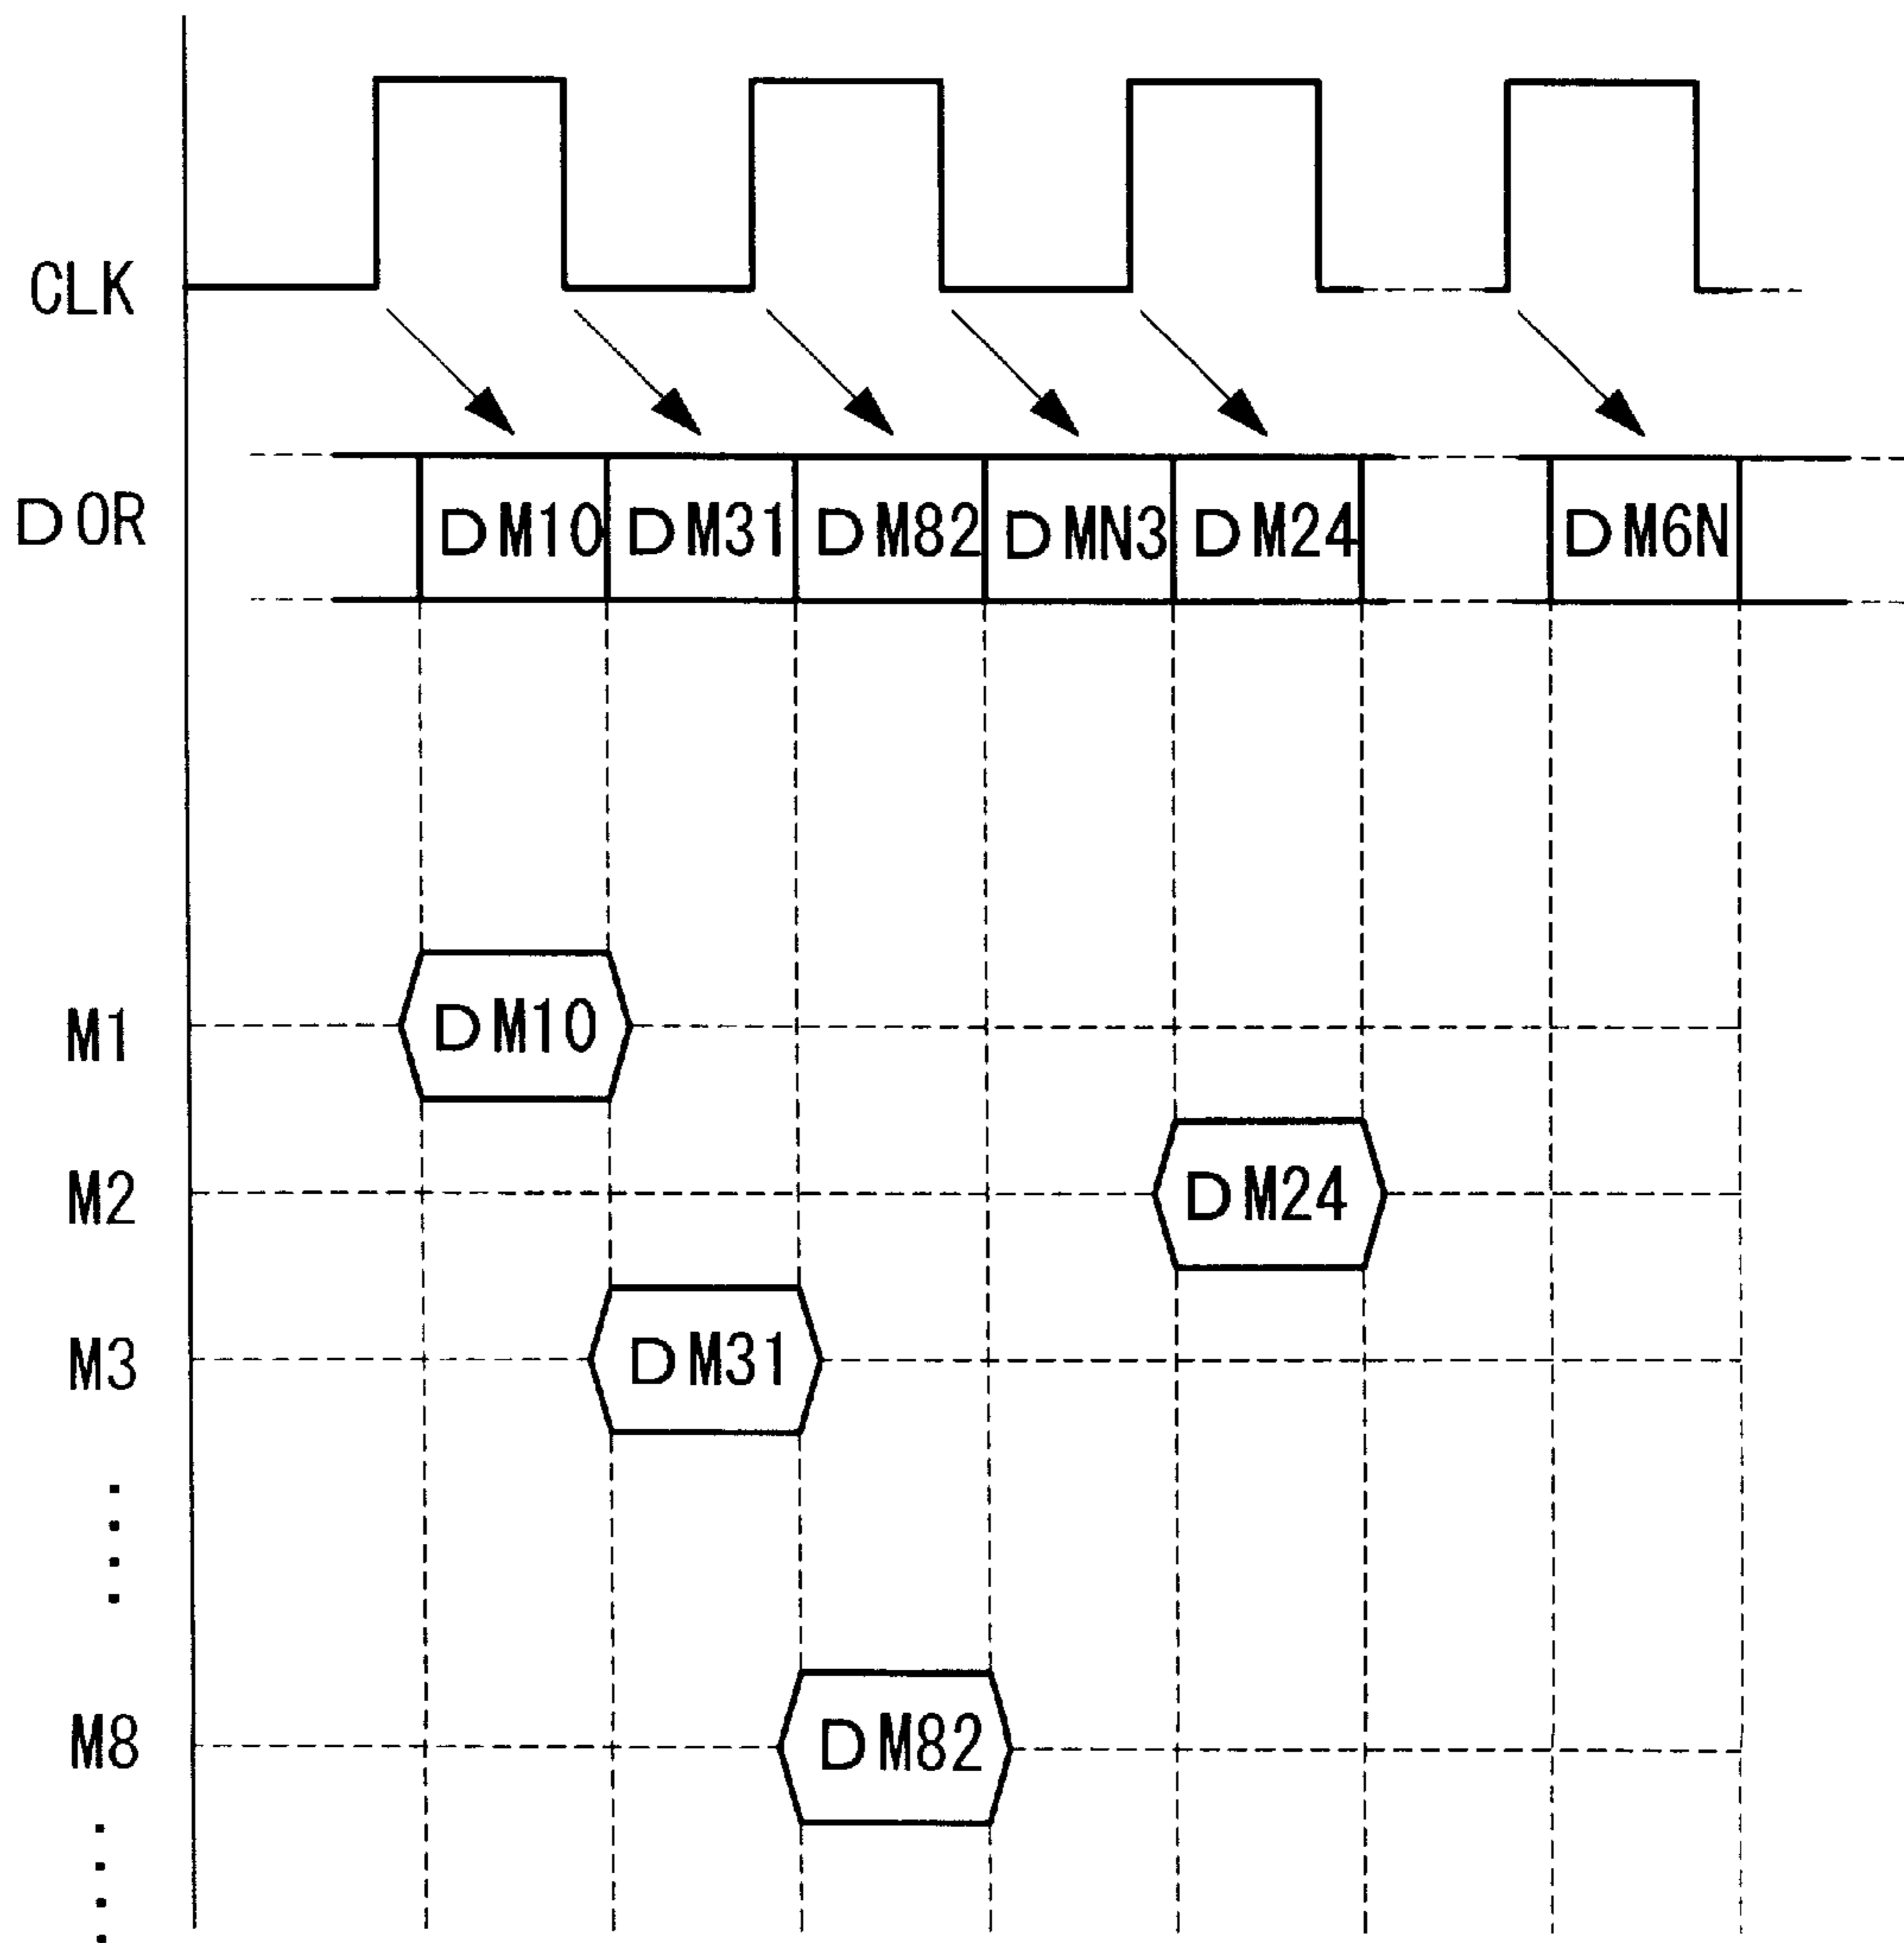 CLK
DOR DM10 DM31 DM82 DMN3 DM24 DM6N
M1 DM10
M2 DM24
M3 DM31
M8 DM82